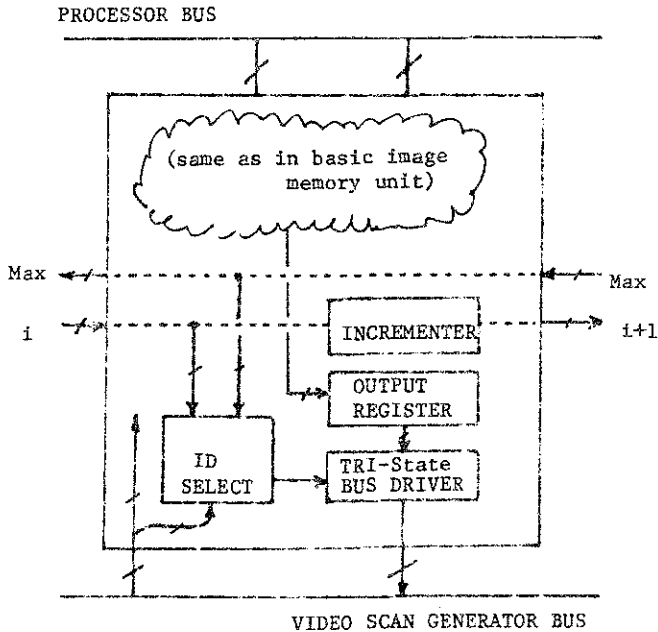 PROCESSOR BUS
(same as in basic image
memory unit)
Max
Max
i
INCREMENTER
i+1
OUTPUT
REGISTER
ID
SELECT
TRI-State
BUS DRIVER
VIDEO SCAN GENERATOR BUS